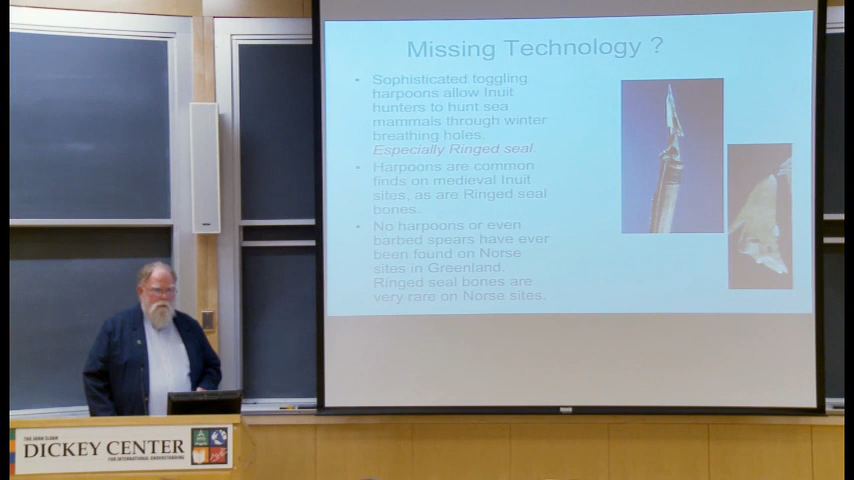 Missing Technology ?
• Sophisticated toggling
harpoons allow Inuit
hunters to hunt sea
mammals through winter
breathing holes.
Especially Ringed seal.
• Harpoons are common
finds on medieval Inuit
sites, as are Ringed seal
bones.
• No harpoons or even
barbed spears have ever
been found on Norse
sites in Greenland.
Ringed seal bones are
very rare on Norse sites.
THE JOHN SLOAN
DICKEY CENTER
FOR INTERNATIONAL UNDERSTANDING